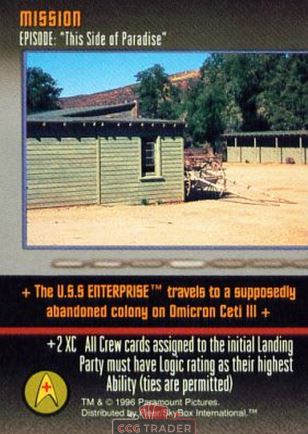 MISSION
EPISODE: "This Side of Paradise"
+ The U.S.S ENTERPRISE™ travels to a supposedly
abandoned colony on Omicron Ceti III +
+2 XC All Crew cards assigned to the initial Landing
Party must have Logic rating as their highest
Ability (ties are permitted)
TM & © 1996 Paramount Pictures.
Distributed by SkyBox International.™
CCG TRADER